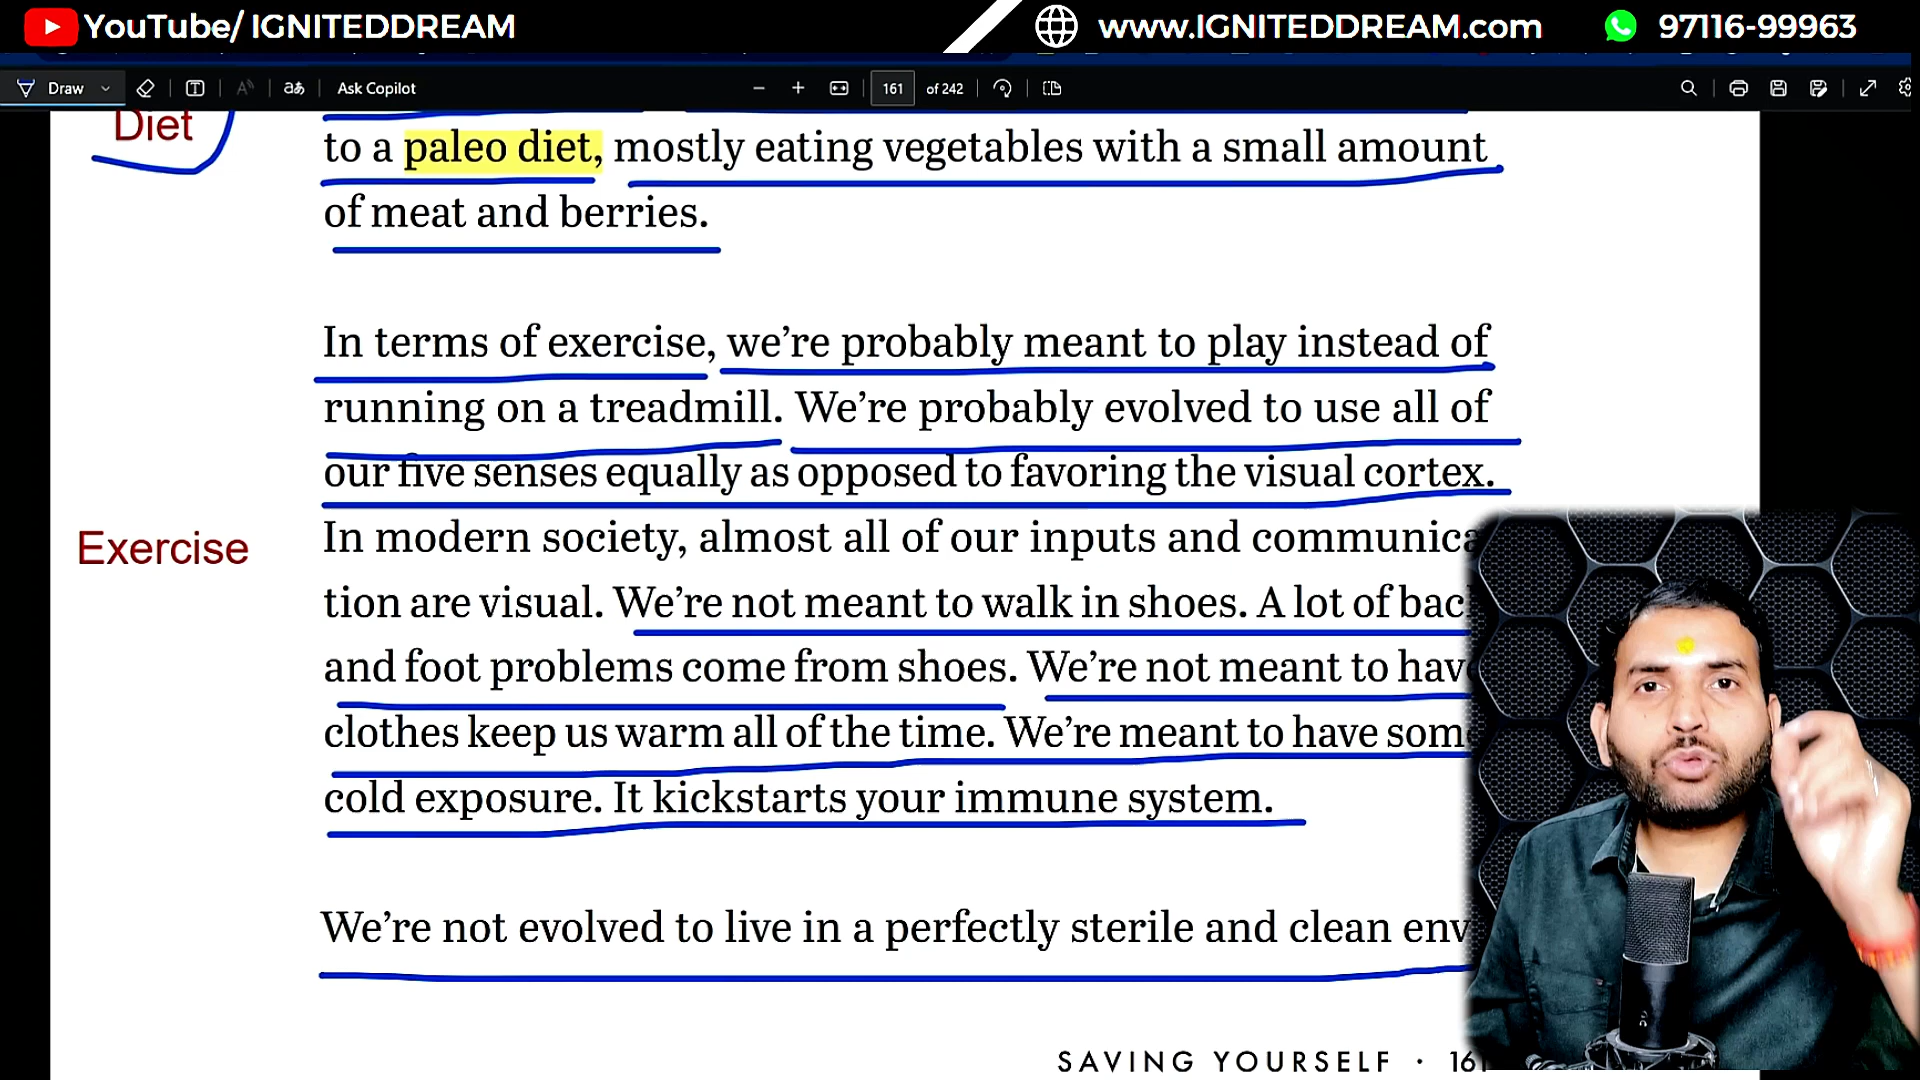 YouTube/ IGNITEDDREAM
www.IGNITEDDREAM.com
97116-99963
Draw
aあ
Ask Copilot
161 of 242
Diet
to a paleo diet, mostly eating vegetables with a small amount
of meat and berries.
In terms of exercise, we're probably meant to play instead of
running on a treadmill. We're probably evolved to use all of
our five senses equally as opposed to favoring the visual cortex.
Exercise
In modern society, almost all of our inputs and communica
tion are visual. We're not meant to walk in shoes. A lot of bac
and foot problems come from shoes. We're not meant to hav
clothes keep us warm all of the time. We're meant to have som
cold exposure. It kickstarts your immune system.
We're not evolved to live in a perfectly sterile and clean env
SAVING YOURSELF · 161